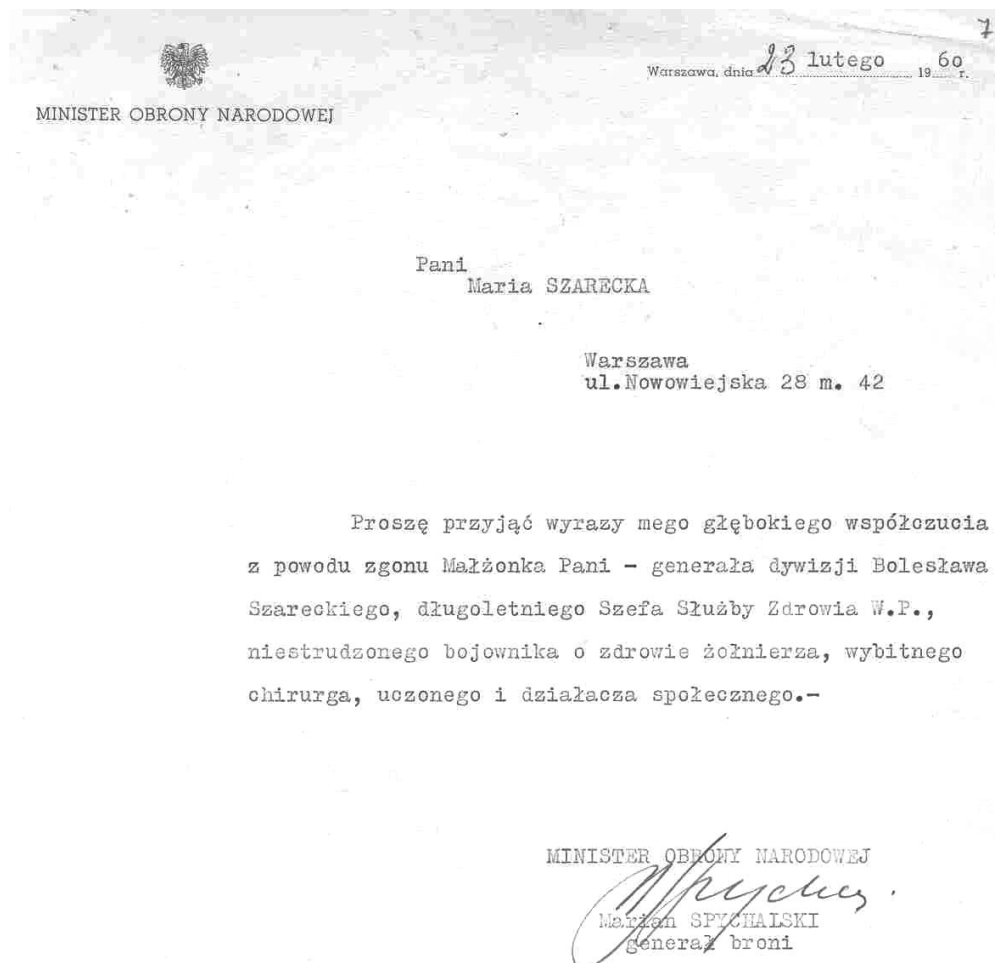 7
Warszawa, dnia 23 lutego 1960 r.
MINISTER OBRONY NARODOWEJ
Pani
Maria SZARECKA
Warszawa
ul.Nowowiejska 28 m. 42
Proszę przyjąć wyrazy mego głębokiego współczucia
z powodu zgonu Małżonka Pani - generała dywizji Bolesława
Szareckiego, długoletniego Szefa Służby Zdrowia W.P.,
niestrudzonego bojownika o zdrowie żołnierza, wybitnego
chirurga, uczonego i działacza społecznego.-
MINISTER OBRONY NARODOWEJ
Marian SPYCHALSKI
generał broni